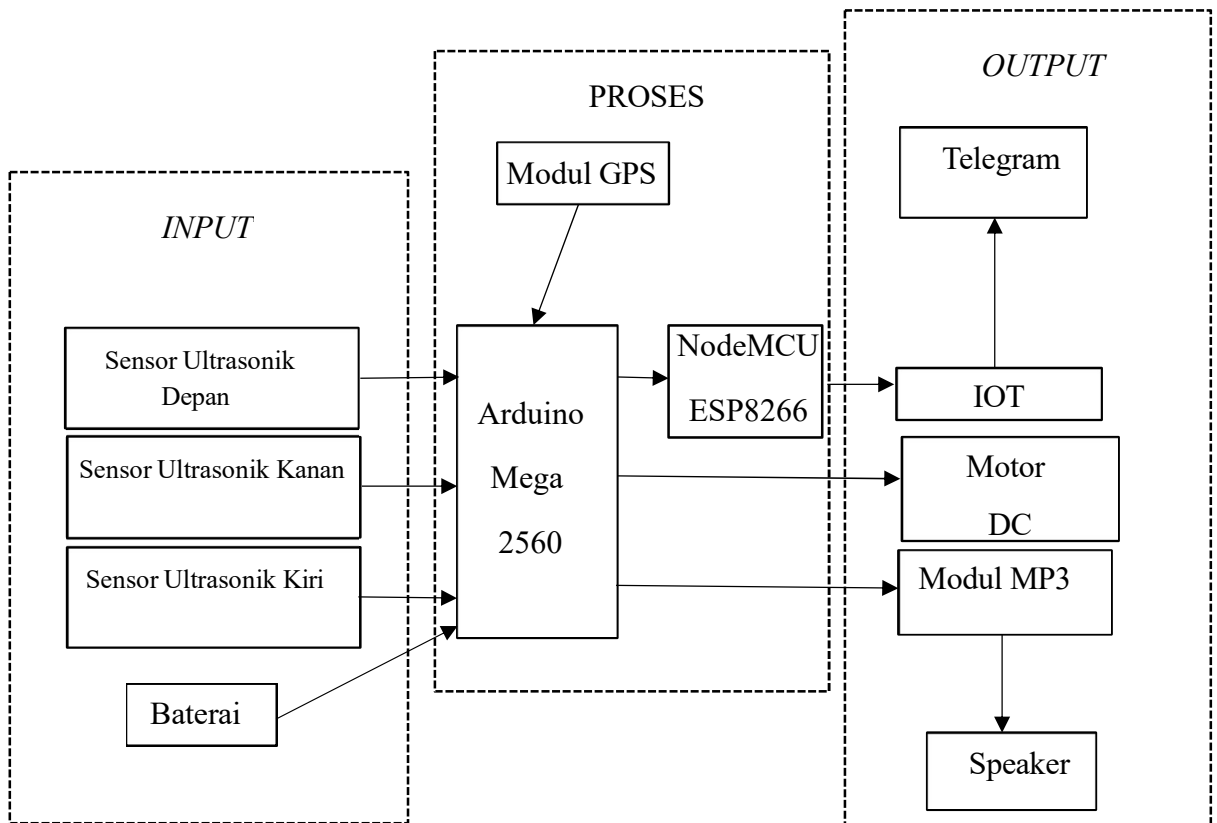 INPUT
Sensor Ultrasonik
Depan
Sensor Ultrasonik Kanan
Sensor Ultrasonik Kiri
Baterai
PROSES
Modul GPS
Arduino
Mega
2560
NodeMCU
ESP8266
OUTPUT
Telegram
IOT
Motor
DC
Modul MP3
Speaker